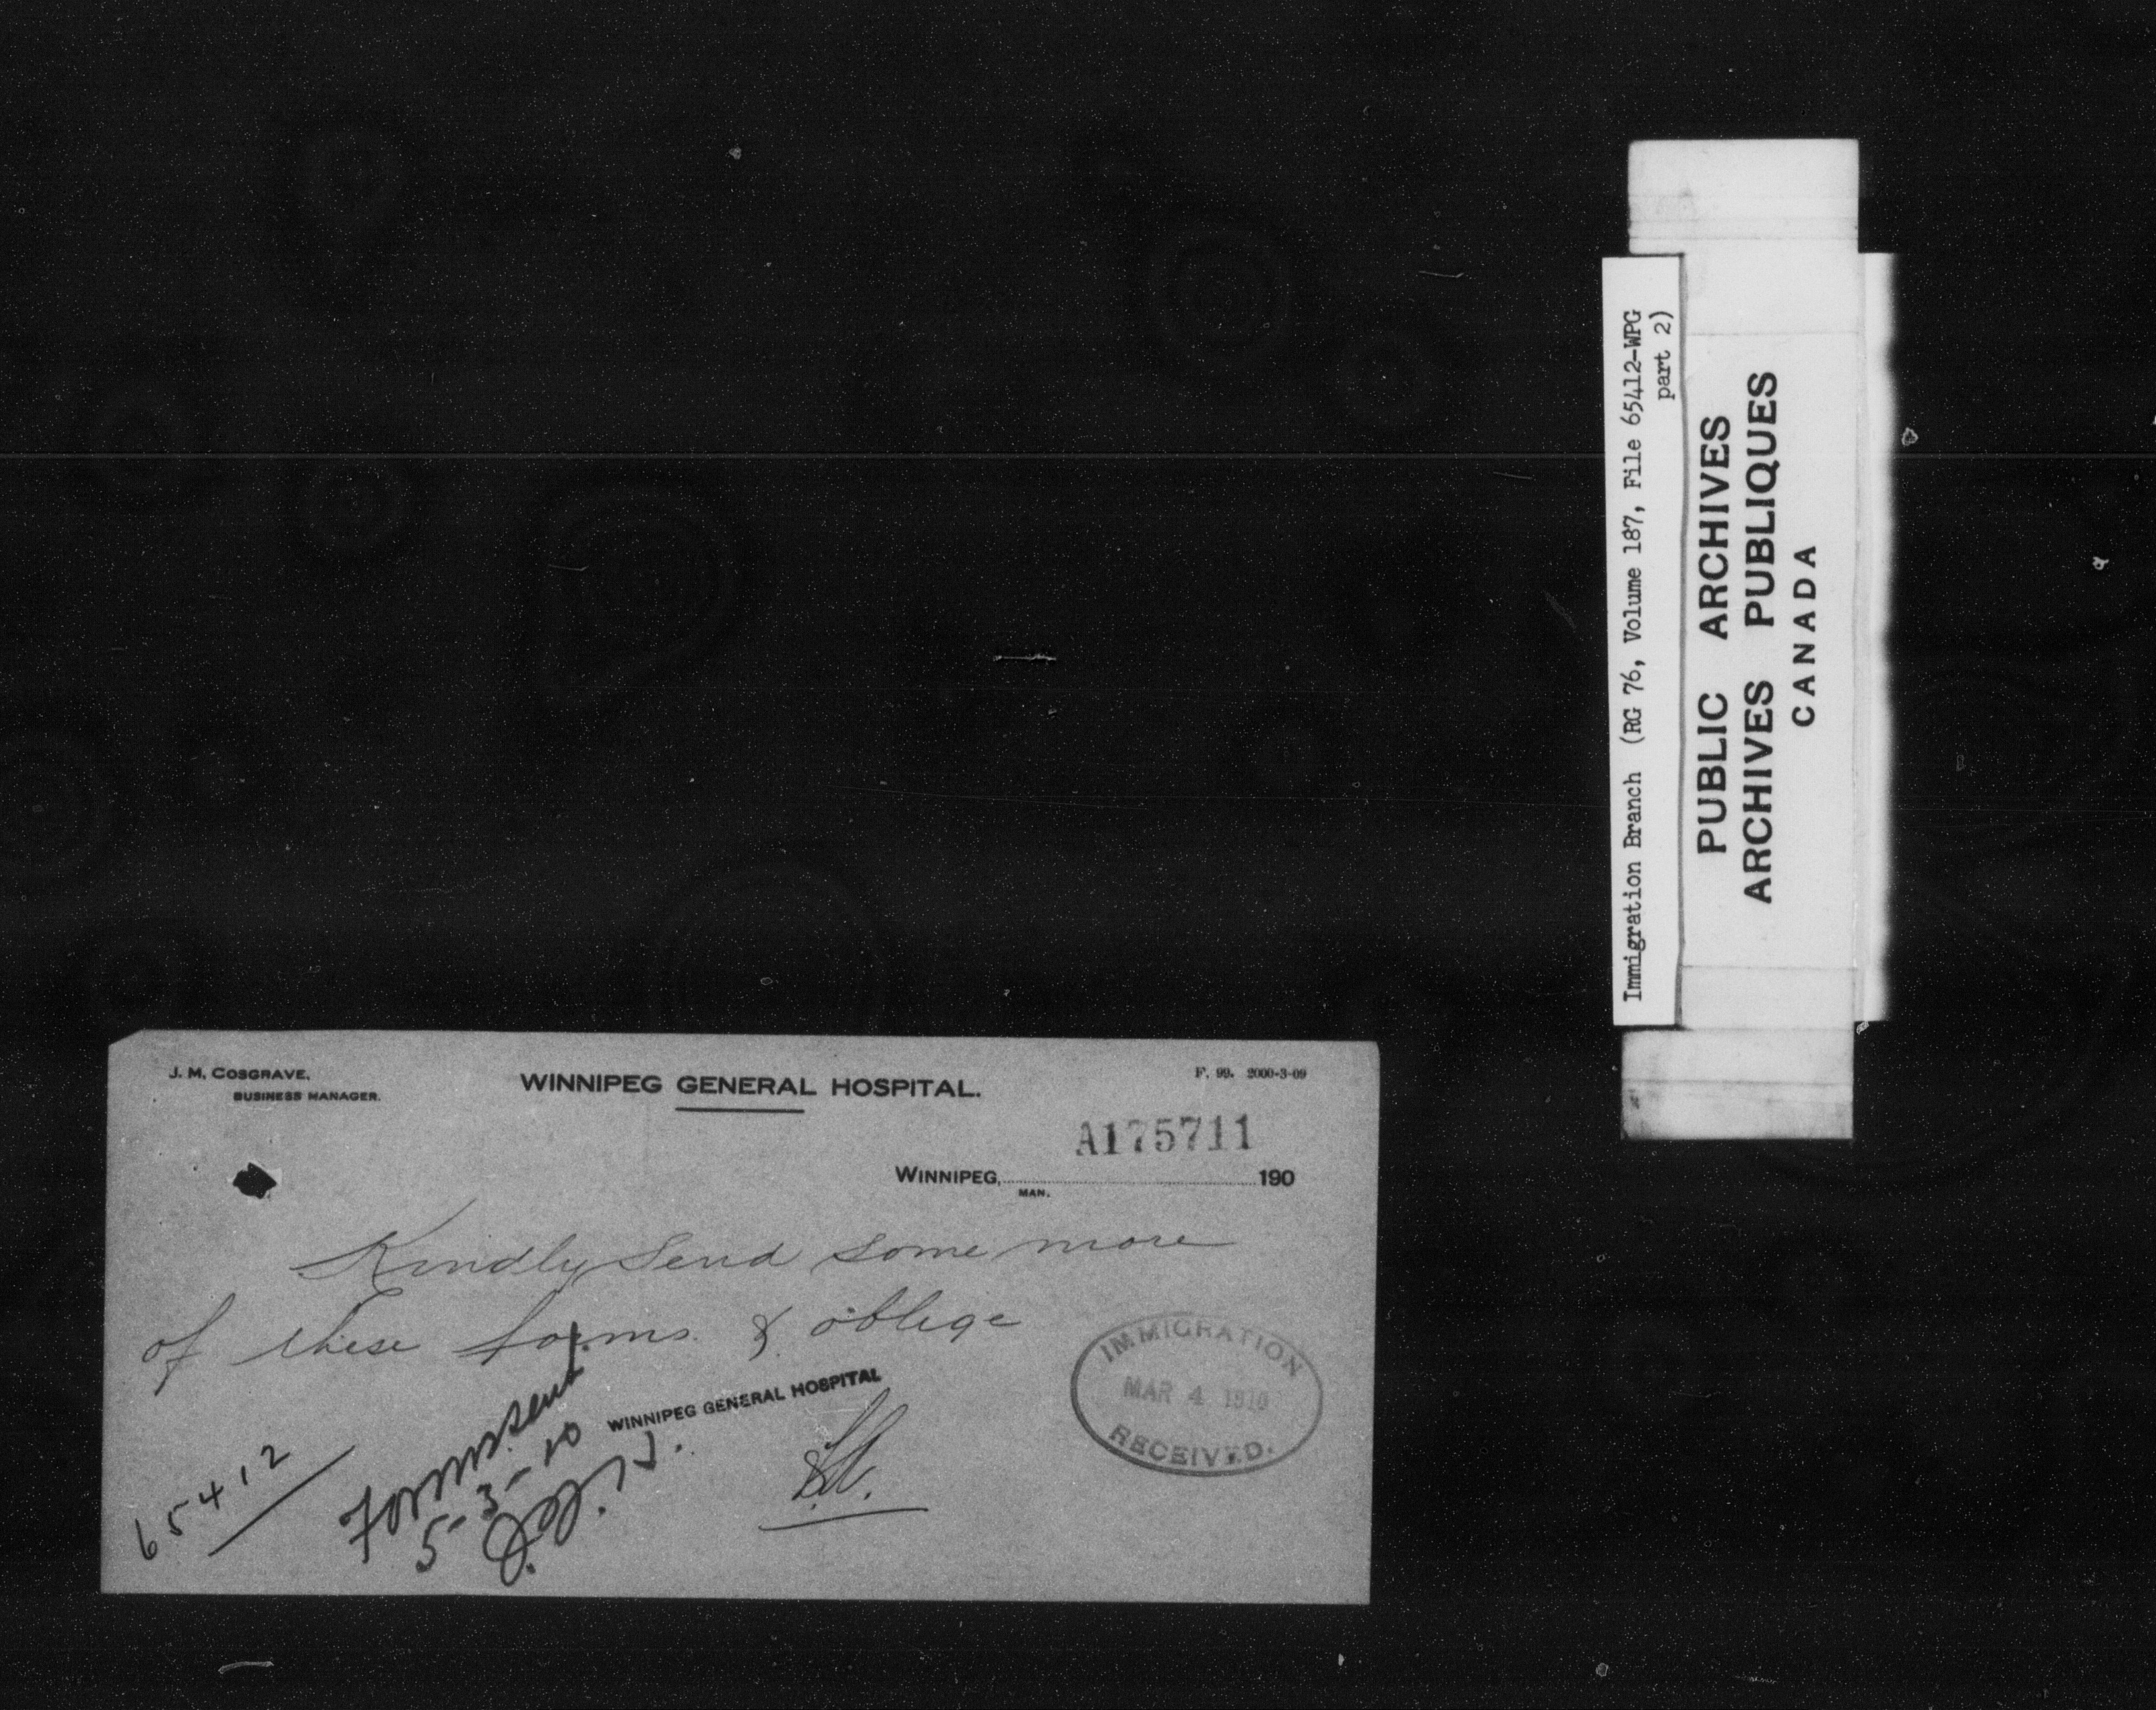 J. M. COSGRAVE,
BUSINESS MANAGER.
WINNIPEG GENERAL HOSPITAL.
F. 99. 2000-3-09
A175711
WINNIPEG, 190
MAN.
Kindly Send some more
of these forms & oblige
WINNIPEG GENERAL HOSPITAL
IMMIGRATION
MAR 4 1910
RECEIVED.
65412
Forms sent
5-3-10
Immigration Branch (RG 76, Volume 187, File 65412-WPG
part 2)
PUBLIC ARCHIVES
ARCHIVES PUBLIQUES
CANADA